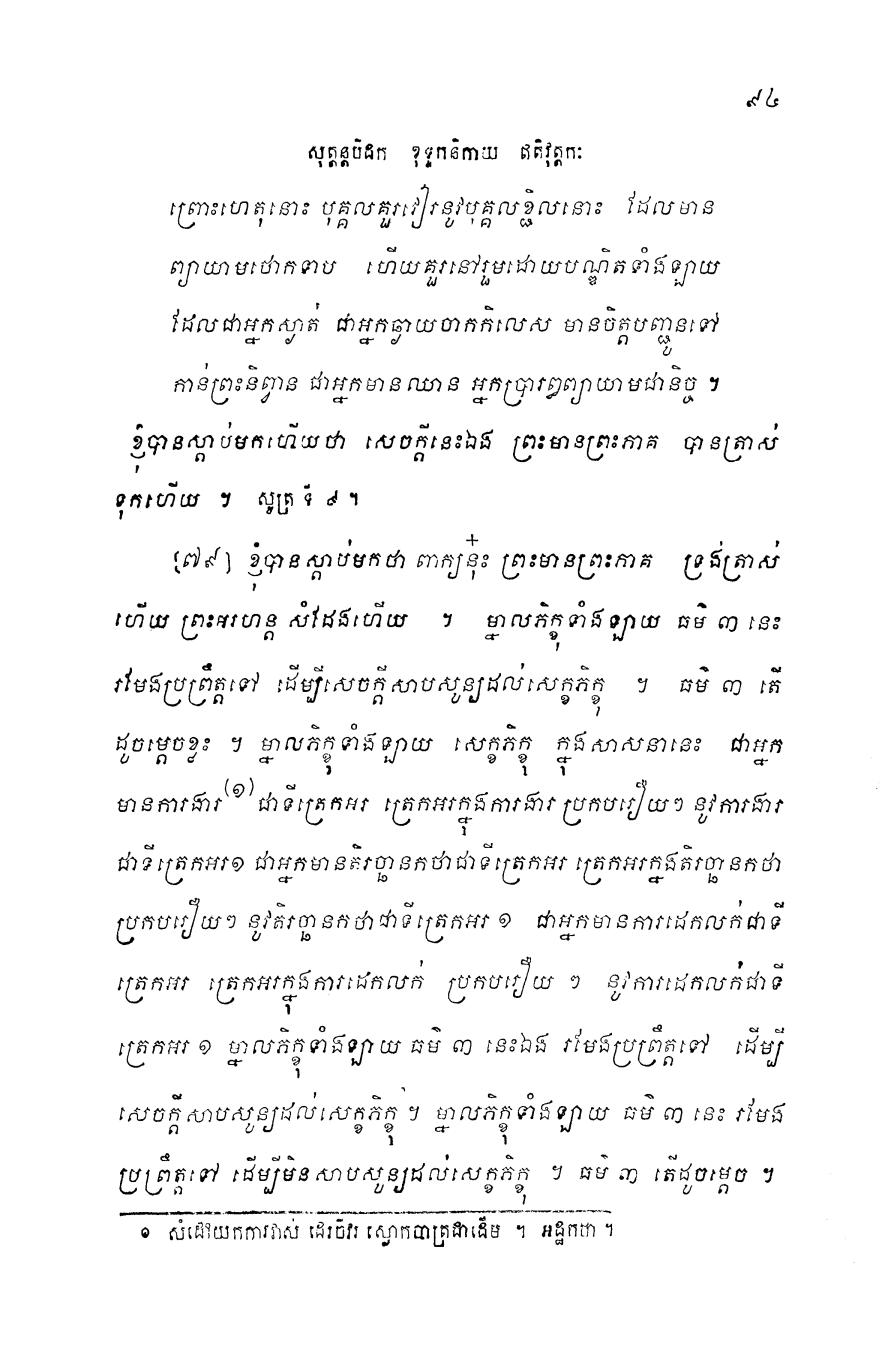 ៩៤
សុត្តន្តបិដក ខុទ្ទកនិកាយ ឥតិវុត្តកៈ
ព្រោះហេតុនោះ បុគ្គលគួរវៀរនូវបុគ្គលខ្ជិលនោះ ដែលមាន
ព្យាយាមថោកទាប ហើយគួរនៅរួមដោយបណ្ឌិតទាំងឡាយ
ដែលជាអ្នកស្ងាត់ ជាអ្នកឆ្ងាយចាកកិលេស មានចិត្តបញ្ជូនទៅ
កាន់ព្រះនិព្វាន ជាអ្នកមានឈាន អ្នកប្រារព្ធព្យាយាមជានិច្ច ។
ខ្ញុំបានស្តាប់មកហើយថា សេចក្តីនេះឯង ព្រះមានព្រះភាគ បានត្រាស់
ទុកហើយ ។ សូត្រ ទី ៩ ។
[៧៩] ខ្ញុំបានស្តាប់មកថា ពាក្យនុ៎ះ ព្រះមានព្រះភាគ ទ្រង់ត្រាស់
ហើយ ព្រះអរហន្ត សំដែងហើយ ។ ម្នាលភិក្ខុទាំងឡាយ ធម៌ ៣ នេះ
រមែងប្រព្រឹត្តទៅ ដើម្បីសេចក្តីសាបសូន្យដល់សេក្ខភិក្ខុ ។ ធម៌ ៣ តើ
ដូចម្តេចខ្លះ ។ ម្នាលភិក្ខុទាំងឡាយ សេក្ខភិក្ខុ ក្នុងសាសនានេះ ជាអ្នក
មានការងារ(១)ជាទីត្រេកអរ ត្រេកអរក្នុងការងារ ប្រកបរឿយៗ នូវការងារ
ជាទីត្រេកអរ១ ជាអ្នកមានតិរច្ឆានកថាជាទីត្រេកអរ ត្រេកអរក្នុងតិរច្ឆានកថា
ប្រកបរឿយៗ នូវតិរច្ឆានកថាជាទីត្រេកអរ ១ ជាអ្នកមានការដេកលក់ជាទី
ត្រេកអរ ត្រេកអរក្នុងការដេកលក់ ប្រកបរឿយ ៗ នូវការដេកលក់ជាទី
ត្រេកអរ ១ ម្នាលភិក្ខុទាំងឡាយ ធម៌ ៣ នេះឯង រមែងប្រព្រឹត្តទៅ ដើម្បី
សេចក្តីសាបសូន្យដល់សេក្ខភិក្ខុ ។ ម្នាលភិក្ខុទាំងឡាយ ធម៌ ៣ នេះ រមែង
ប្រព្រឹត្តទៅ ដើម្បីមិនសាបសូន្យដល់សេក្ខភិក្ខុ ។ ធម៌ ៣ តើដូចម្តេច ។
១ សំដៅយកការវាស់ ដេរចីវរ ស្មោកបាត្រជាដើម ។ អដ្ឋកថា ។